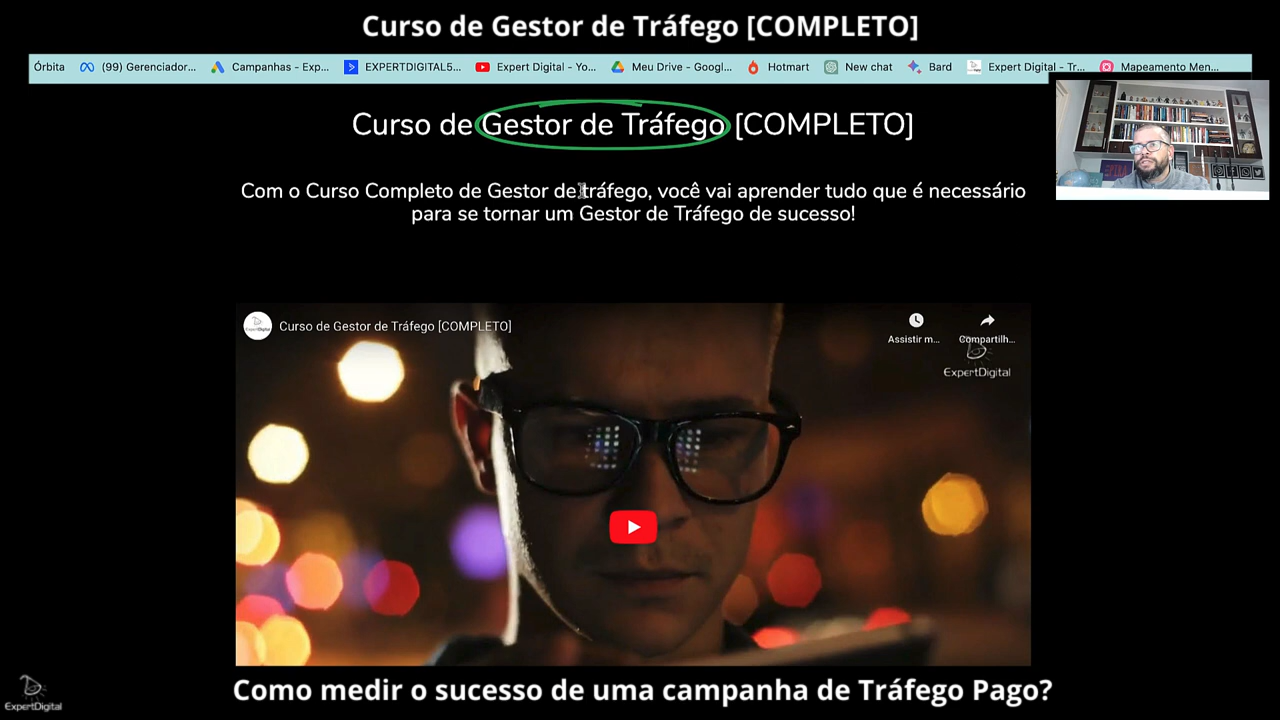 Curso de Gestor de Tráfego [COMPLETO]
Órbita (99) Gerenciador... Campanhas - Exp... EXPERTDIGITAL5... Expert Digital - Yo... Meu Drive - Googl... Hotmart New chat Bard Expert Digital - Tr... Mapeamento Men...
Curso de Gestor de Tráfego [COMPLETO]
Com o Curso Completo de Gestor de tráfego, você vai aprender tudo que é necessário
para se tornar um Gestor de Tráfego de sucesso!
Curso de Gestor de Tráfego [COMPLETO]
Assistir m... Compartilh...
ExpertDigital
Como medir o sucesso de uma campanha de Tráfego Pago?
ExpertDigital